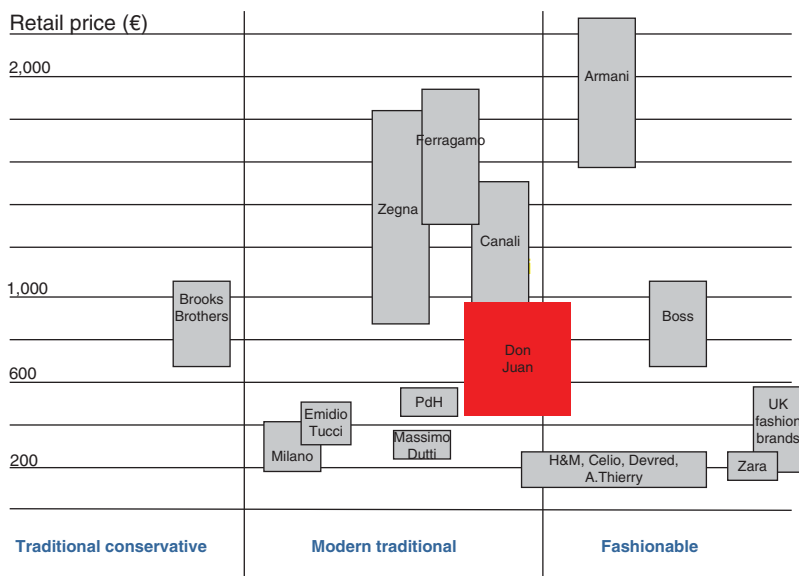 Retail price (€)
2,000
Armani
Ferragamo
Zegna
Canali
1,000
Brooks
Brothers
Boss
Don
Juan
600
PdH
UK
fashion
brands
Emidio
Tucci
Massimo
Dutti
Milano
200
H&M, Celio, Devred,
A.Thierry
Zara
Traditional conservative
Modern traditional
Fashionable